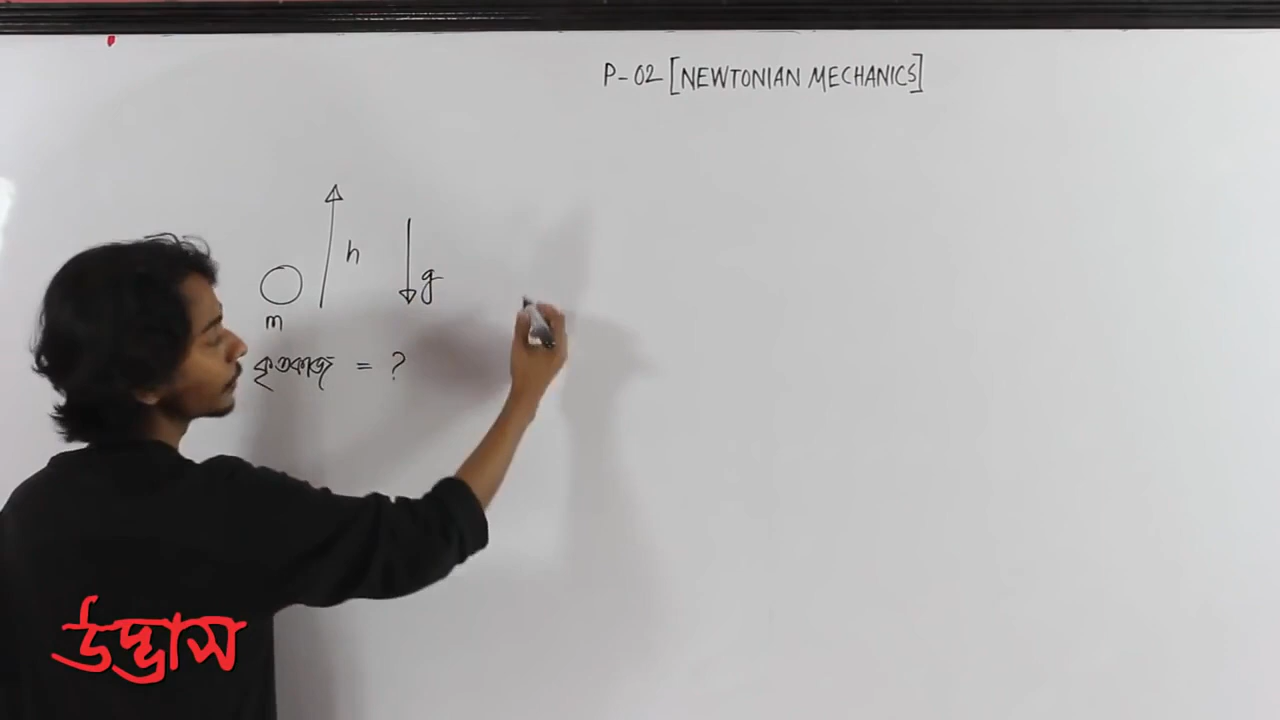 P-02 [NEWTONIAN MECHANICS]
h
g
m
কৃতকাজ = ?
উদ্ভাস